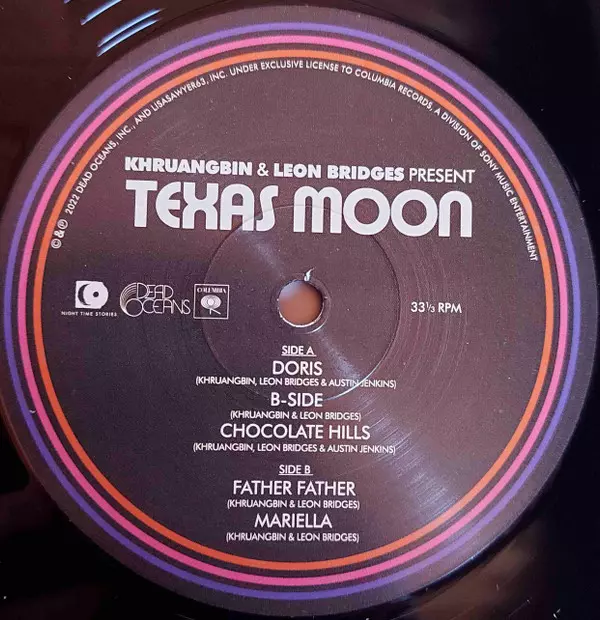 © & ℗ 2022 DEAD OCEANS, INC., AND LISASAWYER63, INC. UNDER EXCLUSIVE LICENSE TO COLUMBIA RECORDS, A DIVISION OF SONY MUSIC ENTERTAINMENT
KHRUANGBIN & LEON BRIDGES PRESENT
TEXAS MOON
NIGHT TIME STORIES
DEAD OCEANS
COLUMBIA
33 1/3 RPM
SIDE A
DORIS
(KHRUANGBIN, LEON BRIDGES & AUSTIN JENKINS)
B-SIDE
(KHRUANGBIN & LEON BRIDGES)
CHOCOLATE HILLS
(KHRUANGBIN, LEON BRIDGES & AUSTIN JENKINS)
SIDE B
FATHER FATHER
(KHRUANGBIN & LEON BRIDGES)
MARIELLA
(KHRUANGBIN & LEON BRIDGES)